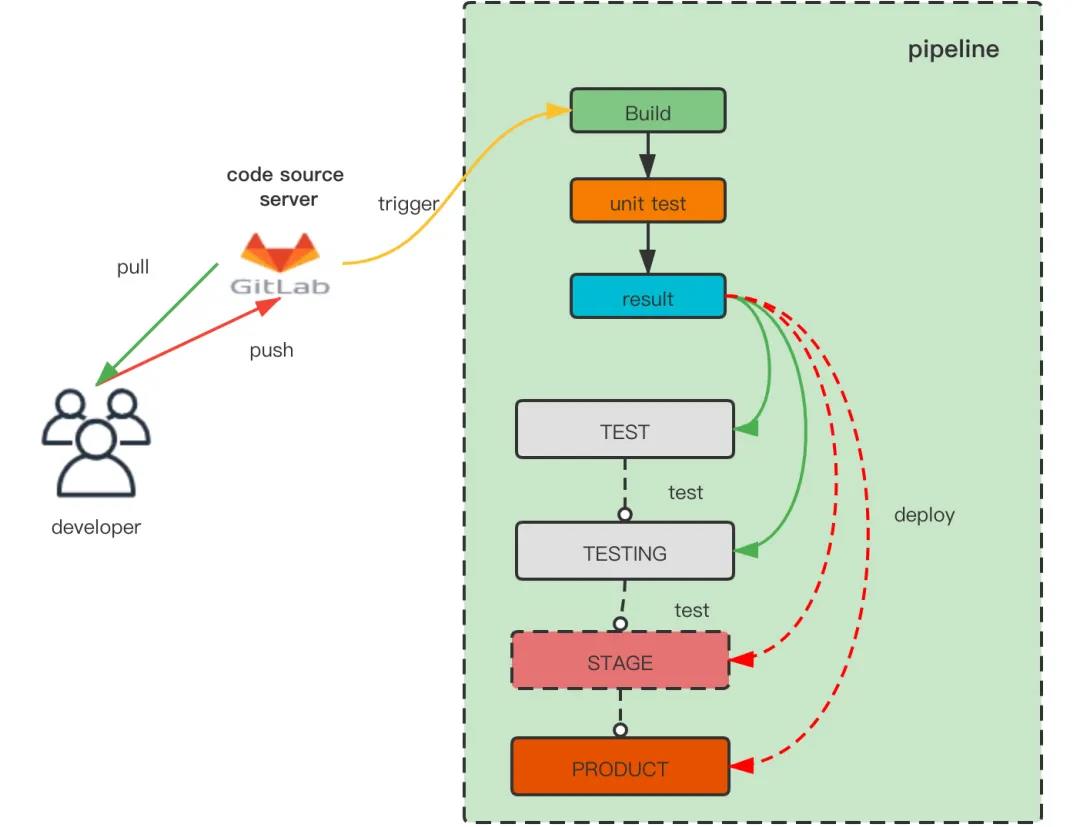 pipeline
Build
code source
server
trigger
unit test
pull
GitLab
result
push
TEST
test
deploy
developer
TESTING
test
STAGE
PRODUCT